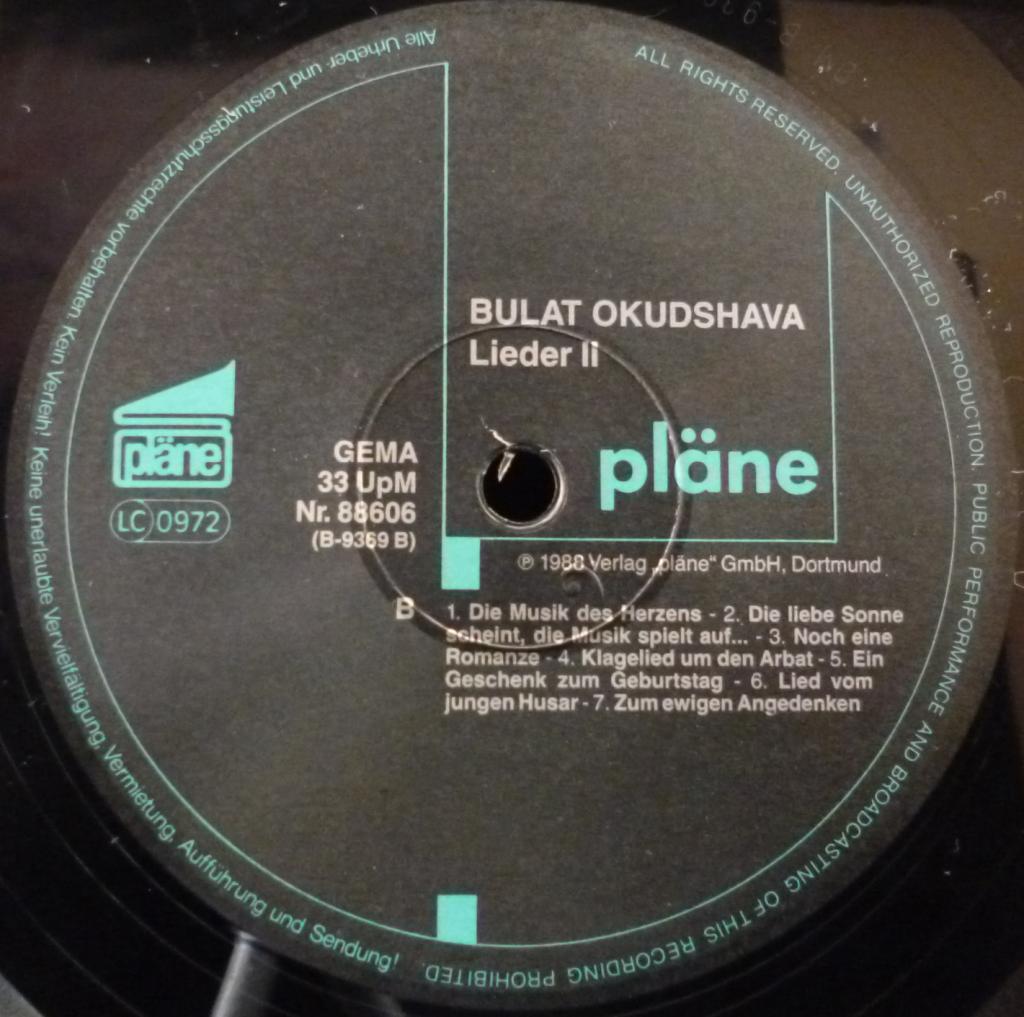 Alle Urheber- und Leistungsschutzrechte vorbehalten. Kein Verleih! Keine unerlaubte Vervielfältigung, Vermietung, Aufführung und Sendung!
ALL RIGHTS RESERVED. UNAUTHORIZED REPRODUCTION. PUBLIC PERFORMANCE AND BROADCASTING OF THIS RECORDING PROHIBITED.
BULAT OKUDSHAVA
Lieder II
pläne
pläne
LC 0972
GEMA
33 UpM
Nr. 88606
(B-9369 B)
℗ 1988 Verlag „pläne“ GmbH, Dortmund
B 1. Die Musik des Herzens - 2. Die liebe Sonne
scheint, die Musik spielt auf... - 3. Noch eine
Romanze - 4. Klagelied um den Arbat - 5. Ein
Geschenk zum Geburtstag - 6. Lied vom
jungen Husar - 7. Zum ewigen Angedenken